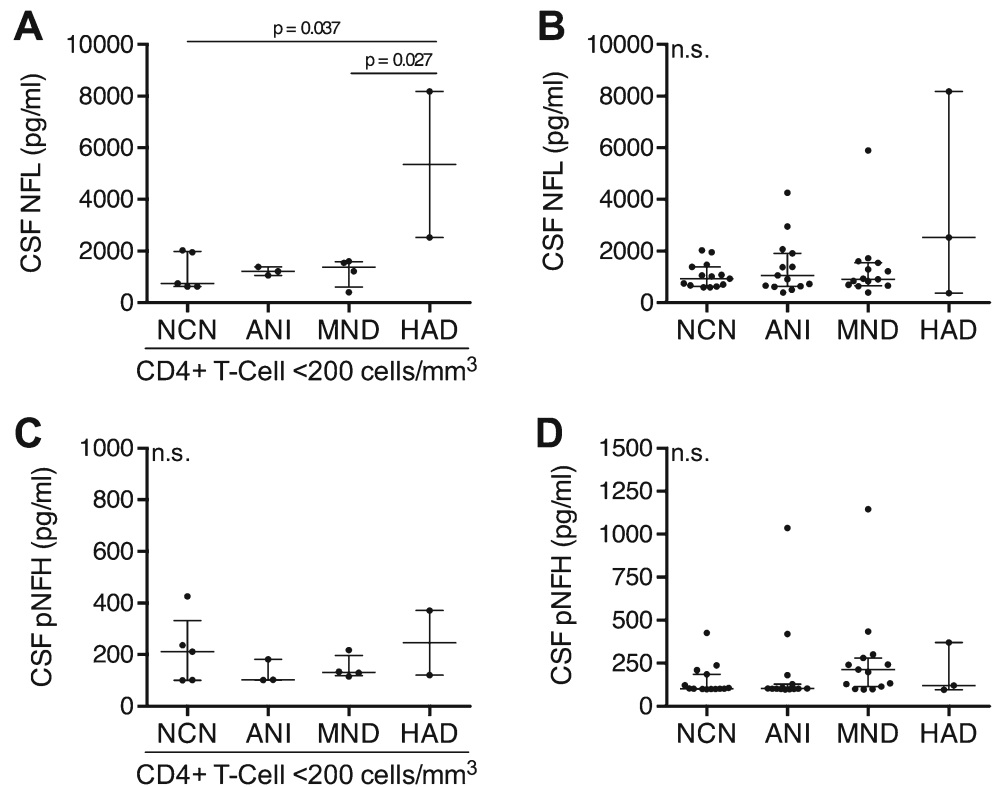 A
p = 0.037
p = 0.027
CSF NFL (pg/ml)
10000
8000
6000
4000
2000
0
NCN ANI MND HAD
CD4+ T-Cell <200 cells/mm³
B
n.s.
CSF NFL (pg/ml)
10000
8000
6000
4000
2000
0
NCN ANI MND HAD
C
n.s.
CSF pNFH (pg/ml)
1000
800
600
400
200
0
NCN ANI MND HAD
CD4+ T-Cell <200 cells/mm³
D
n.s.
CSF pNFH (pg/ml)
1500
1250
1000
750
500
250
0
NCN ANI MND HAD